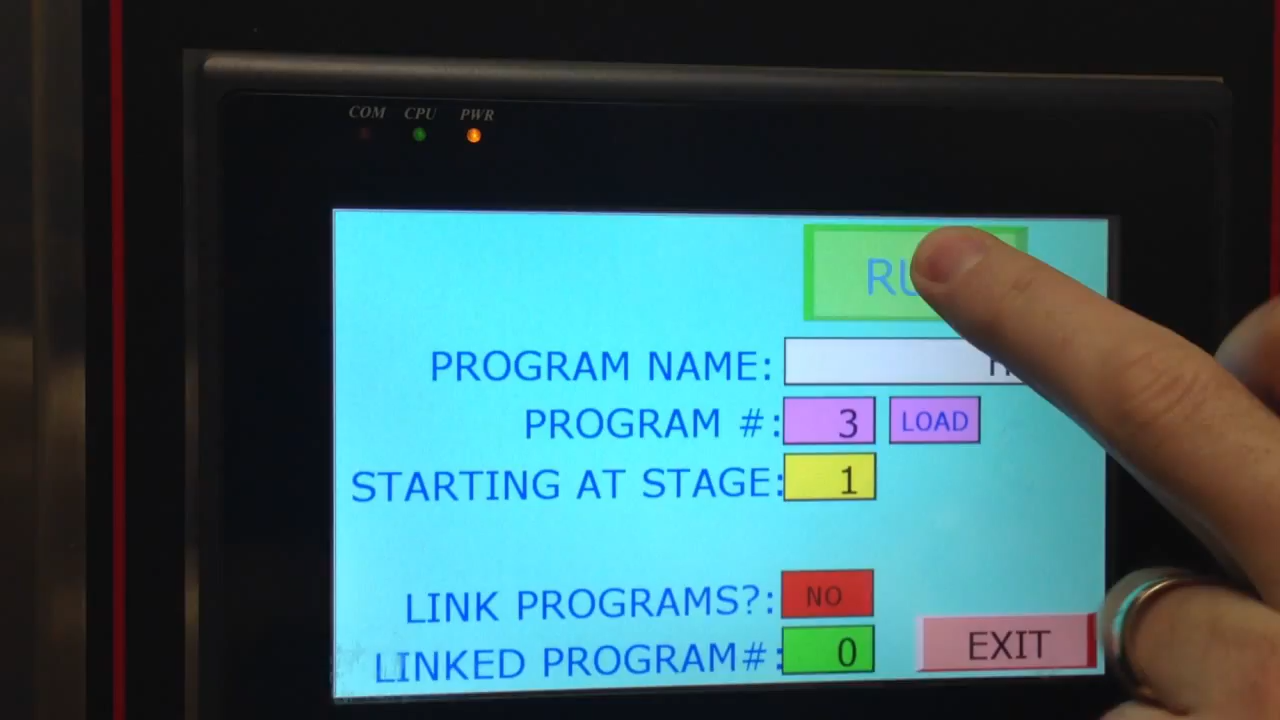 COM CPU PWR
PROGRAM NAME:
PROGRAM #: 3 LOAD
STARTING AT STAGE: 1
LINK PROGRAMS?: NO
LINKED PROGRAM#: 0
EXIT